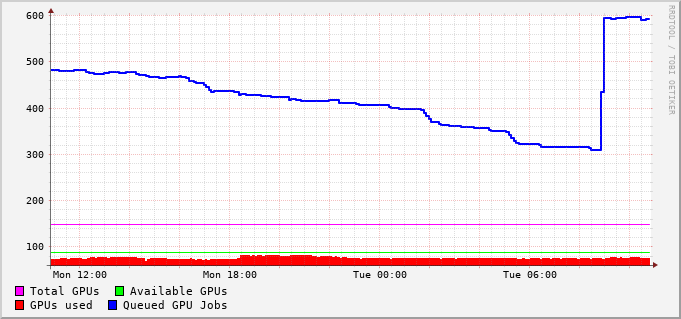 600
500
400
300
200
100
Mon 12:00 Mon 18:00 Tue 00:00 Tue 06:00
Total GPUs Available GPUs
GPUs used Queued GPU Jobs
RRDTOOL / TOBI OETIKER